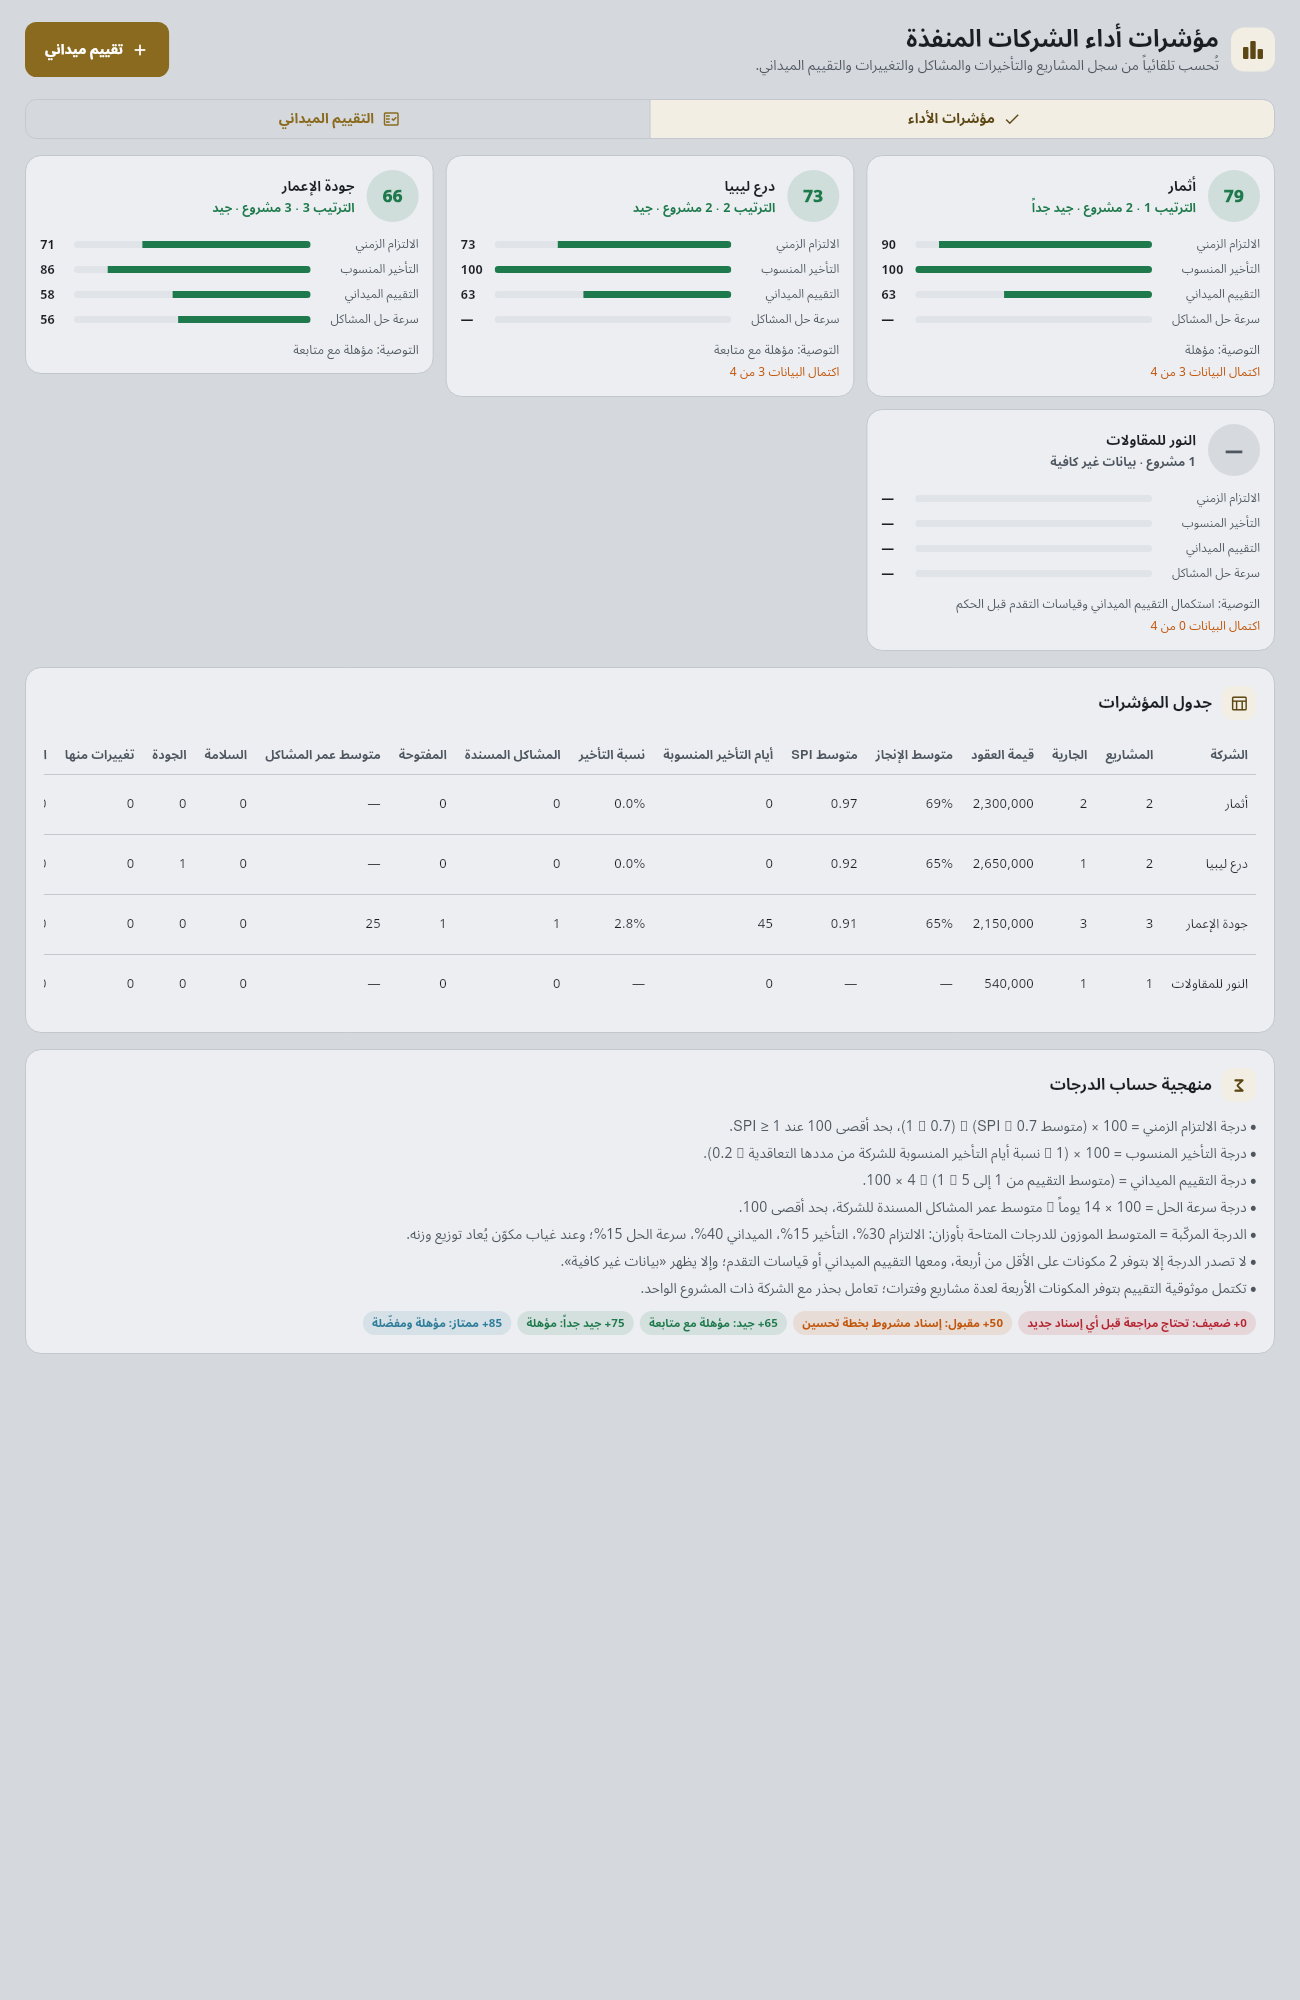 مؤشرات أداء الشركات المنفذة
تُحسب تلقائياً من سجل المشاريع والتأخيرات والمشاكل والتغييرات والتقييم الميداني.
+ تقييم ميداني
مؤشرات الأداء
التقييم الميداني
79
أثمار
الترتيب 1 · 2 مشروع · جيد جداً
الالتزام الزمني 90
التأخير المنسوب 100
التقييم الميداني 63
سرعة حل المشاكل —
التوصية: مؤهلة
اكتمال البيانات 3 من 4
73
درع ليبيا
الترتيب 2 · 2 مشروع · جيد
الالتزام الزمني 73
التأخير المنسوب 100
التقييم الميداني 63
سرعة حل المشاكل —
التوصية: مؤهلة مع متابعة
اكتمال البيانات 3 من 4
66
جودة الإعمار
الترتيب 3 · 3 مشروع · جيد
الالتزام الزمني 71
التأخير المنسوب 86
التقييم الميداني 58
سرعة حل المشاكل 56
التوصية: مؤهلة مع متابعة
—
النور للمقاولات
1 مشروع · بيانات غير كافية
الالتزام الزمني —
التأخير المنسوب —
التقييم الميداني —
سرعة حل المشاكل —
التوصية: استكمال التقييم الميداني وقياسات التقدم قبل الحكم
اكتمال البيانات 0 من 4
جدول المؤشرات
الشركة المشاريع الجارية قيمة العقود متوسط الإنجاز متوسط SPI أيام التأخير المنسوبة نسبة التأخير المشاكل المسندة المفتوحة متوسط عمر المشاكل السلامة الجودة تغييرات منها
أثمار 2 2 2,300,000 69% 0.97 0 0.0% 0 0 — 0 0 0
درع ليبيا 2 1 2,650,000 65% 0.92 0 0.0% 0 0 — 0 1 0
جودة الإعمار 3 3 2,150,000 65% 0.91 45 2.8% 1 1 25 0 0 0
النور للمقاولات 1 1 540,000 — — 0 — 0 0 — 0 0 0
منهجية حساب الدرجات
• درجة الالتزام الزمني = 100 × (متوسط SPI ▯ 0.7) ▯ (1 ▯ 0.7)، بحد أقصى 100 عند SPI ≥ 1.
• درجة التأخير المنسوب = 100 × (1 ▯ نسبة أيام التأخير المنسوبة للشركة من مددها التعاقدية ▯ 0.2).
• درجة التقييم الميداني = (متوسط التقييم من 1 إلى 5 ▯ 1) ▯ 4 × 100.
• درجة سرعة الحل = 100 × 14 يوماً ▯ متوسط عمر المشاكل المسندة للشركة، بحد أقصى 100.
• الدرجة المركّبة = المتوسط الموزون للدرجات المتاحة بأوزان: الالتزام 30%، التأخير 15%، الميداني 40%، سرعة الحل 15%؛ وعند غياب مكوّن يُعاد توزيع وزنه.
• لا تصدر الدرجة إلا بتوفر 2 مكونات على الأقل من أربعة، ومعها التقييم الميداني أو قياسات التقدم؛ وإلا يظهر «بيانات غير كافية».
• تكتمل موثوقية التقييم بتوفر المكونات الأربعة لعدة مشاريع وفترات؛ تعامل بحذر مع الشركة ذات المشروع الواحد.
0+ ضعيف: تحتاج مراجعة قبل أي إسناد جديد
50+ مقبول: إسناد مشروط بخطة تحسين
65+ جيد: مؤهلة مع متابعة
75+ جيد جداً: مؤهلة
85+ ممتاز: مؤهلة ومفضّلة